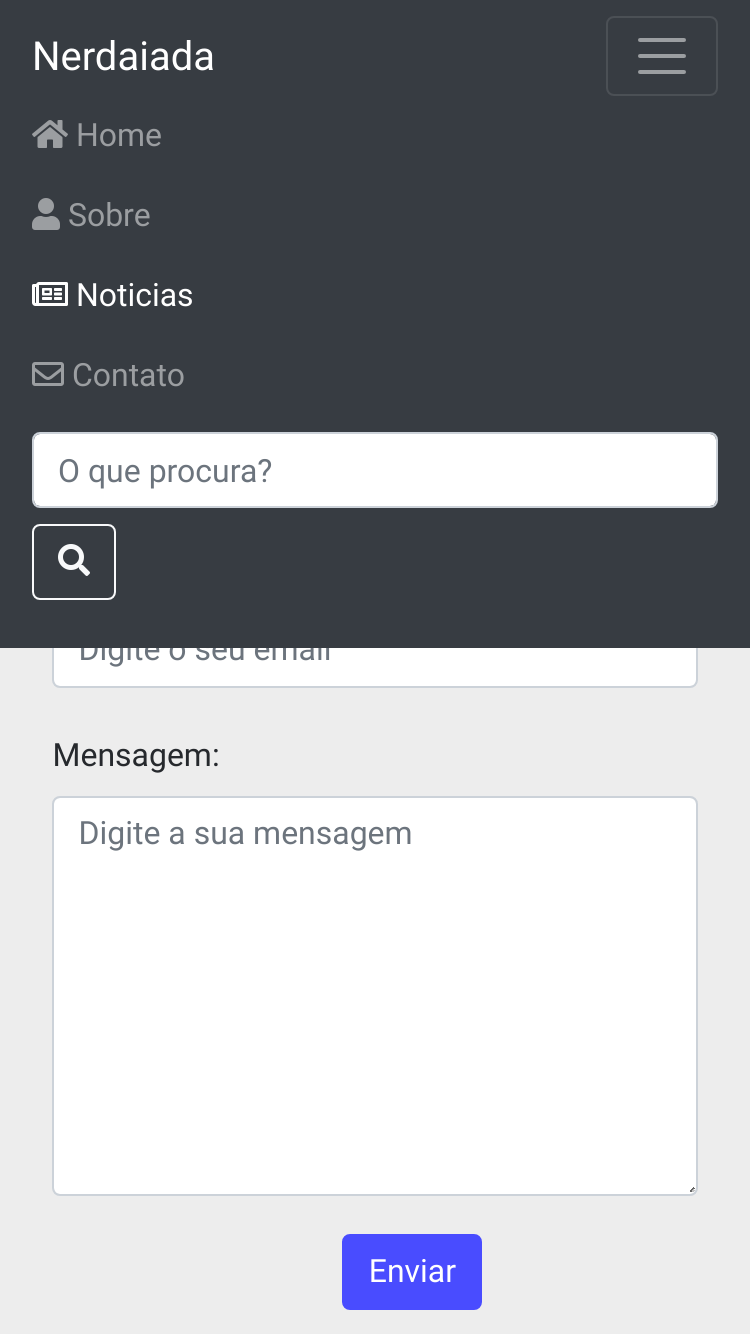 Nerdaiada
Home
Sobre
Noticias
Contato
O que procura?
Digite o seu email
Mensagem:
Digite a sua mensagem
Enviar